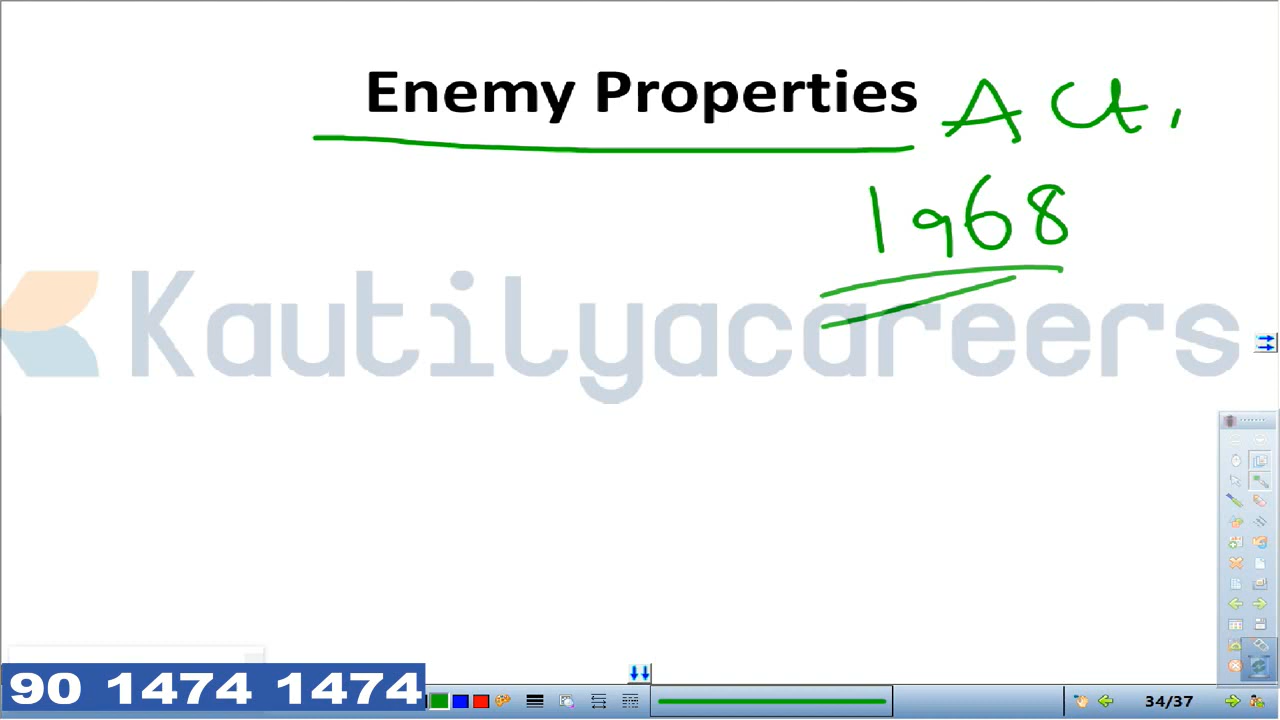 Enemy Properties Act.
1968
Kautilyacareers
90 1474 1474
34/37